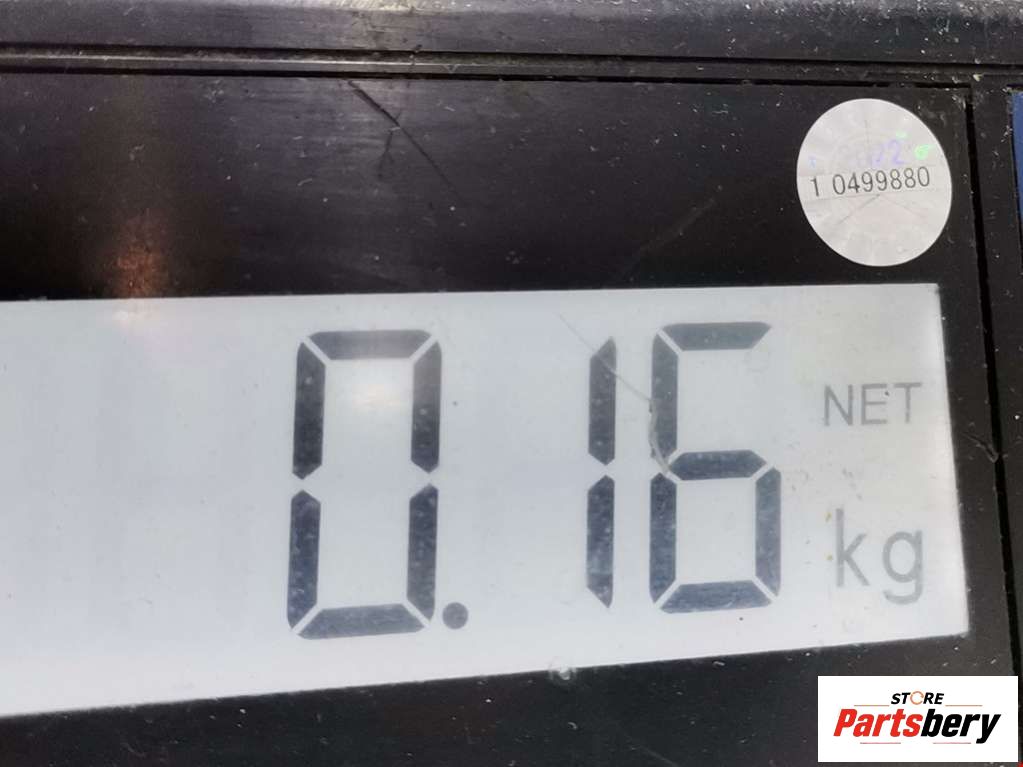 1 0499880
0.16
NET
kg
STORE
Partsbery